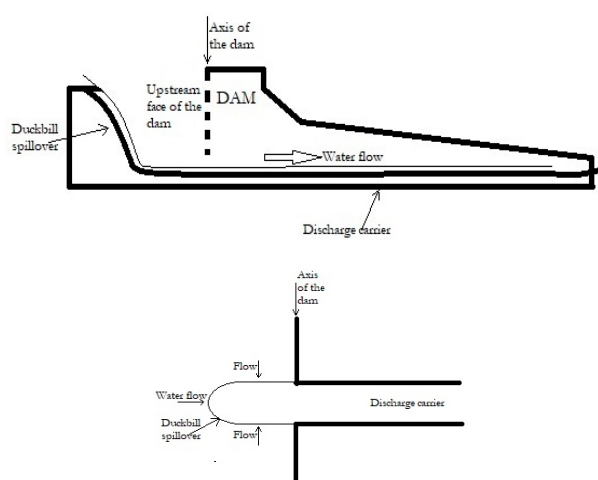 Axis of
the dam
Upstream
face of the
dam
DAM
Duckbill
spillover
Water flow
Discharge carrier
Axis
of the
dam
Flow
Water flow
Discharge carrier
Duckbill
spillover
Flow